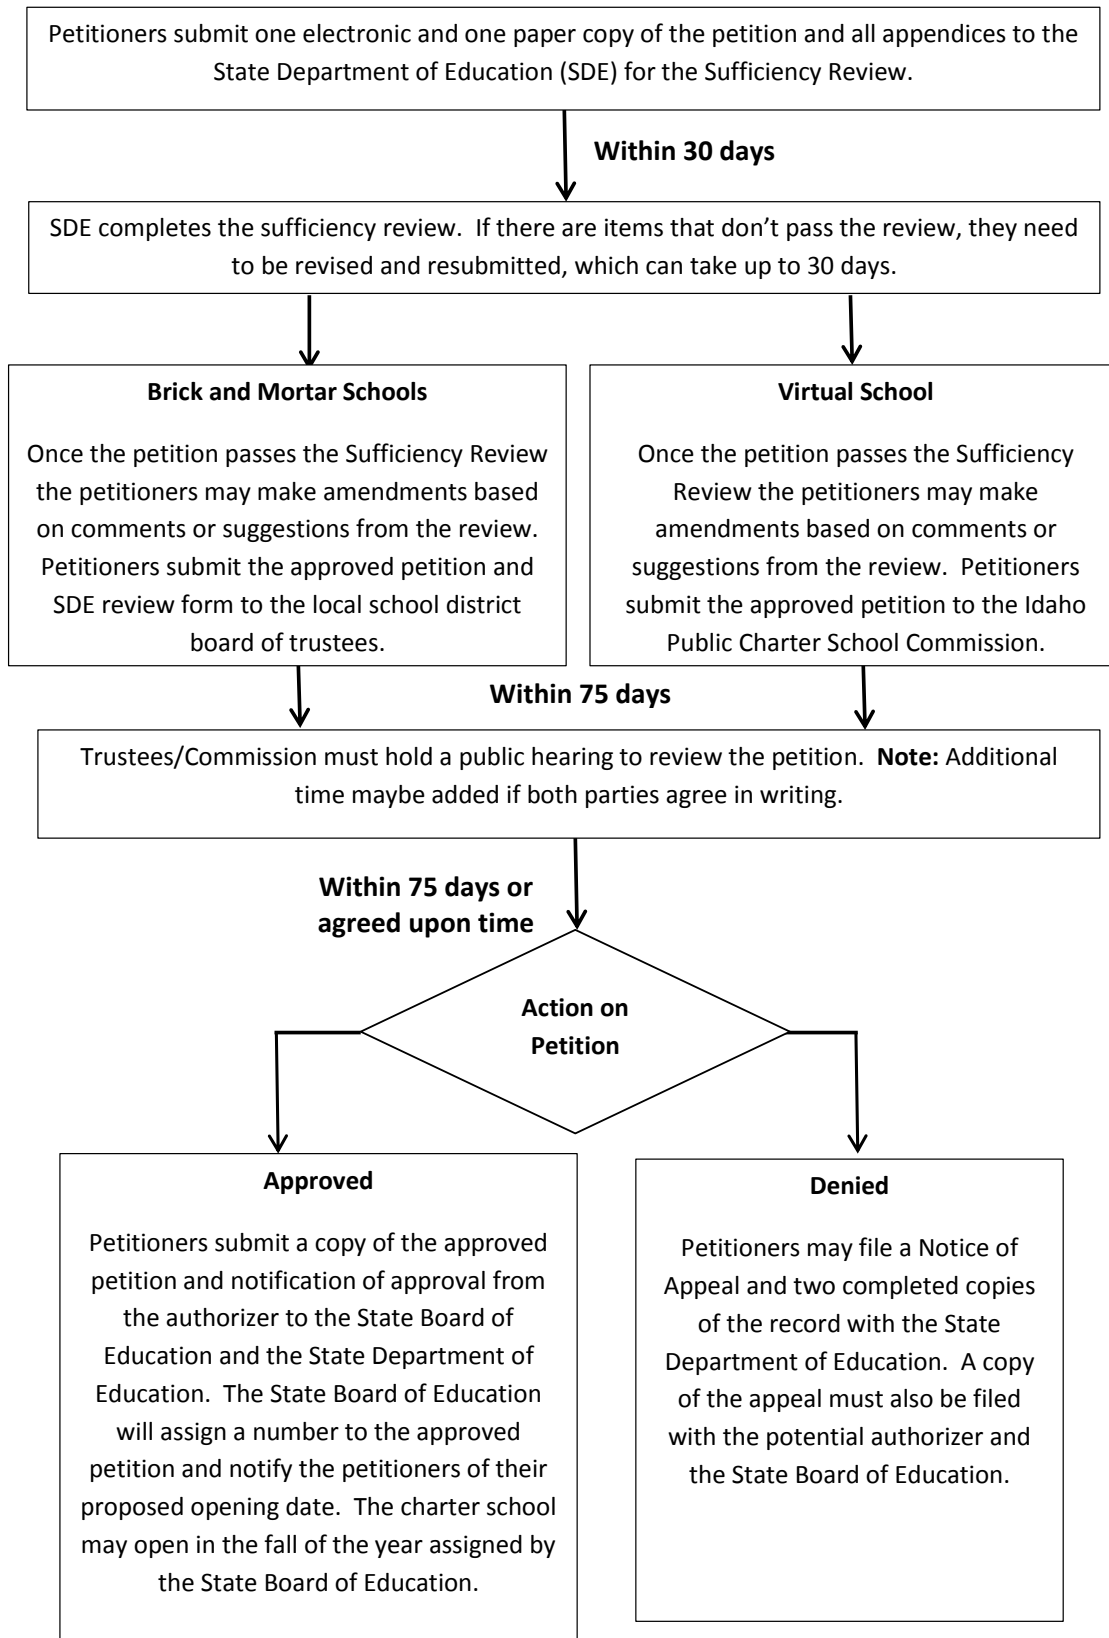 Petitioners submit one electronic and one paper copy of the petition and all appendices to the
State Department of Education (SDE) for the Sufficiency Review.
Within 30 days
SDE completes the sufficiency review.  If there are items that don’t pass the review, they need
to be revised and resubmitted, which can take up to 30 days.
Brick and Mortar Schools
Once the petition passes the Sufficiency Review
the petitioners may make amendments based
on comments or suggestions from the review.
Petitioners submit the approved petition and
SDE review form to the local school district
board of trustees.
Virtual School
Once the petition passes the Sufficiency
Review the petitioners may make
amendments based on comments or
suggestions from the review.  Petitioners
submit the approved petition to the Idaho
Public Charter School Commission.
Within 75 days
Trustees/Commission must hold a public hearing to review the petition.  Note: Additional
time maybe added if both parties agree in writing.
Within 75 days or
agreed upon time
Action on
Petition
Approved
Petitioners submit a copy of the approved
petition and notification of approval from
the authorizer to the State Board of
Education and the State Department of
Education.  The State Board of Education
will assign a number to the approved
petition and notify the petitioners of their
proposed opening date.  The charter school
may open in the fall of the year assigned by
the State Board of Education.
Denied
Petitioners may file a Notice of
Appeal and two completed copies
of the record with the State
Department of Education.  A copy
of the appeal must also be filed
with the potential authorizer and
the State Board of Education.